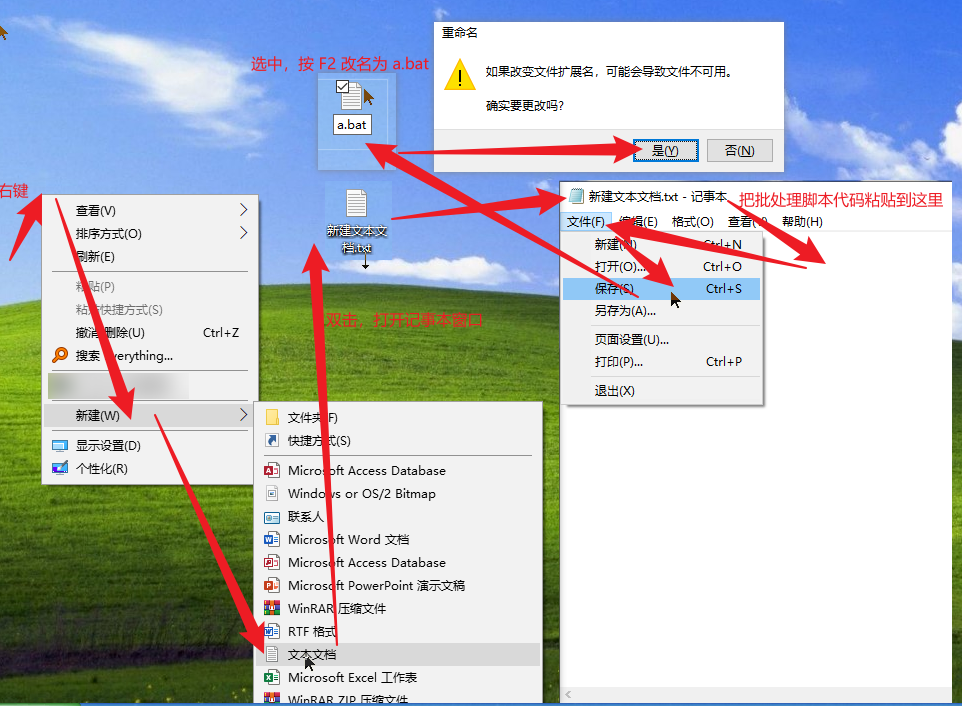 重命名
如果改变文件扩展名，可能会导致文件不可用。
确实要更改吗?
是(Y)
否(N)
选中，按 F2 改名为 a.bat
a.bat
右键
查看(V)
排序方式(O)
刷新(E)
粘贴(P)
粘贴快捷方式(S)
撤消 删除(U) Ctrl+Z
搜索 Everything...
新建(W)
显示设置(D)
个性化(R)
新建文本文
档.txt
双击，打开记事本窗口
新建文本文档.txt - 记事本
把批处理脚本代码粘贴到这里
文件(F) 编辑(E) 格式(O) 查看(V) 帮助(H)
新建(N) Ctrl+N
打开(O)... Ctrl+O
保存(S) Ctrl+S
另存为(A)...
页面设置(U)...
打印(P)... Ctrl+P
退出(X)
文件夹(F)
快捷方式(S)
Microsoft Access Database
Windows or OS/2 Bitmap
联系人
Microsoft Word 文档
Microsoft Access Database
Microsoft PowerPoint 演示文稿
WinRAR 压缩文件
RTF 格式
文本文档
Microsoft Excel 工作表
WinRAR ZIP 压缩文件